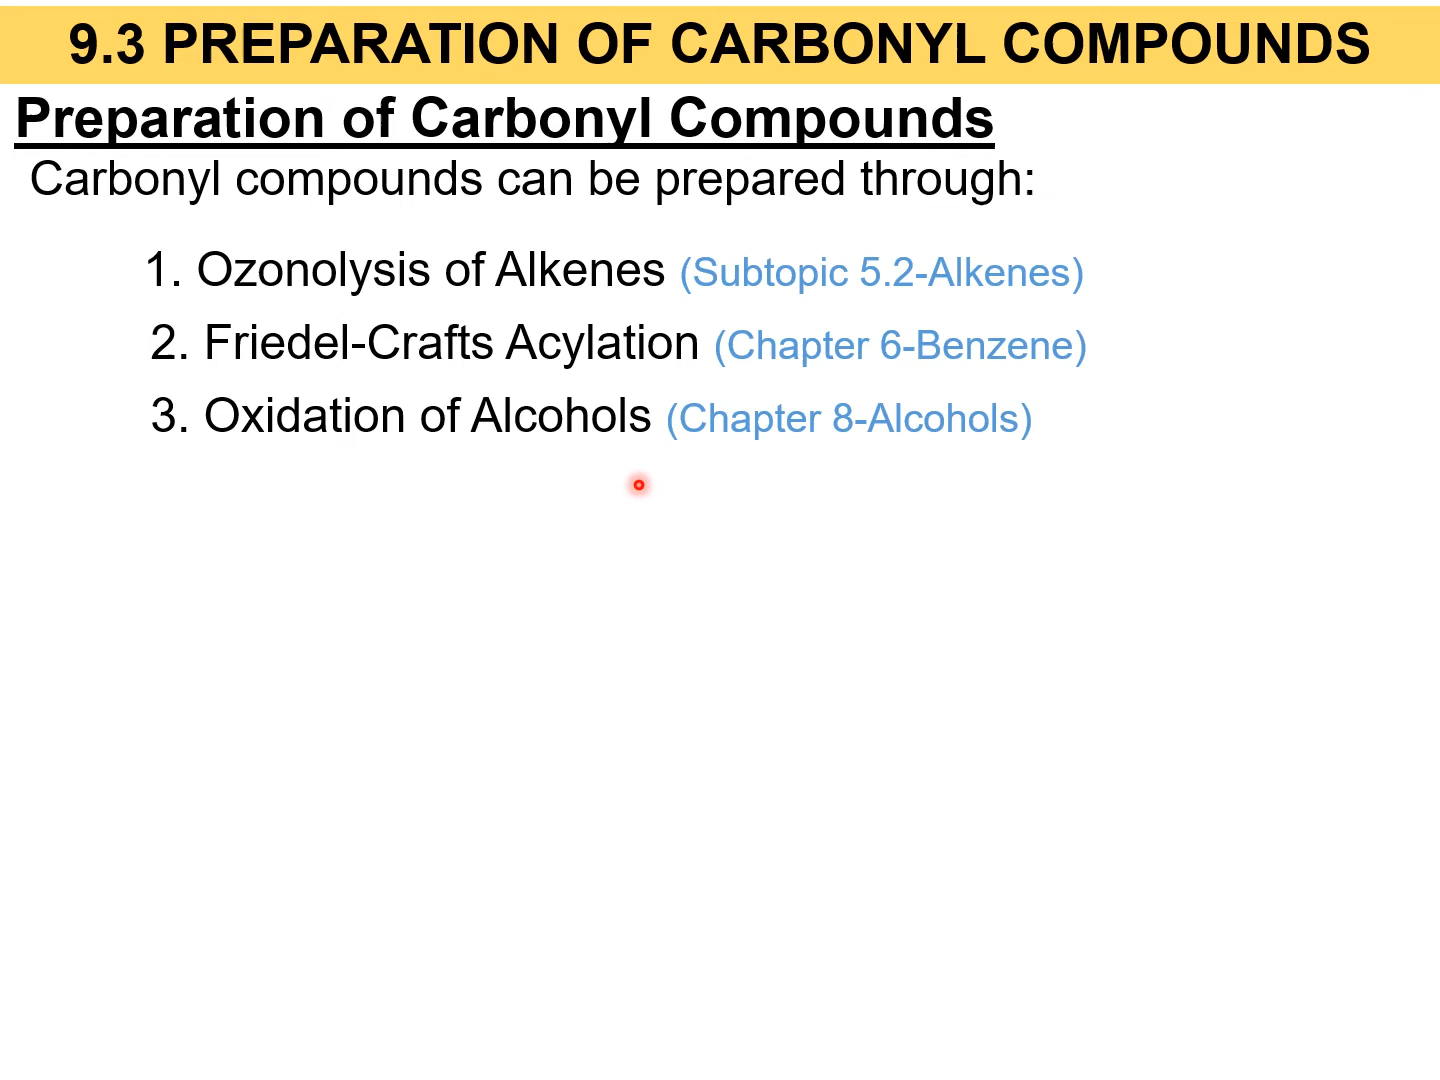 9.3 PREPARATION OF CARBONYL COMPOUNDS
Preparation of Carbonyl Compounds
Carbonyl compounds can be prepared through:
1. Ozonolysis of Alkenes (Subtopic 5.2-Alkenes)
2. Friedel-Crafts Acylation (Chapter 6-Benzene)
3. Oxidation of Alcohols (Chapter 8-Alcohols)